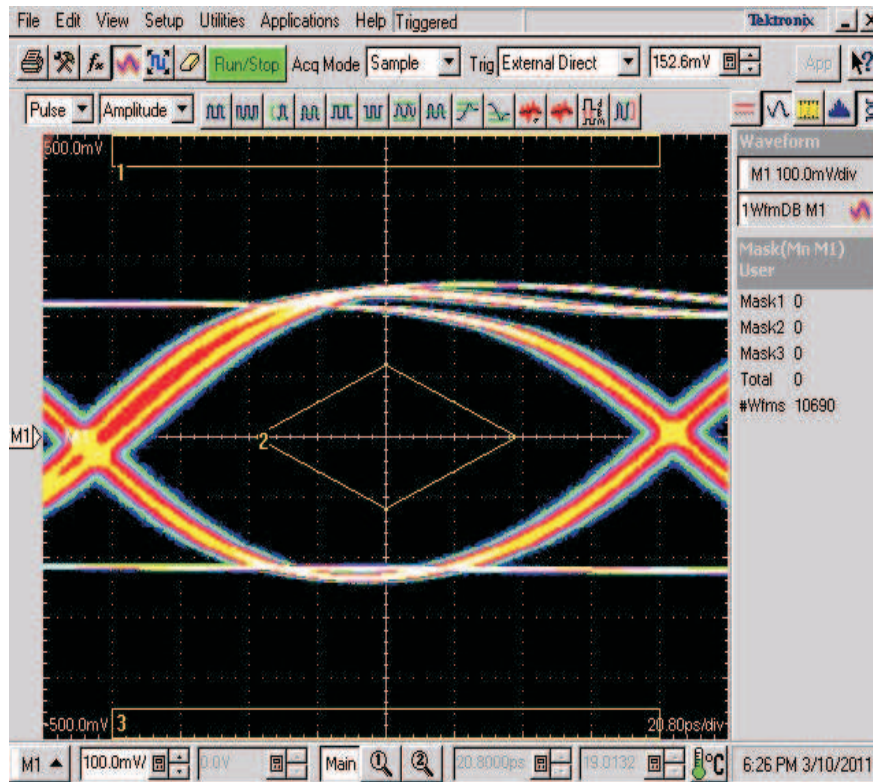 File Edit View Setup Utilities Applications Help Triggered Tektronix
Run/Stop Acq Mode Sample Trig External Direct 152.6mV App
Pulse Amplitude
500.0mV
1
Waveform
M1 100.0mV/div
1WfmDB M1
Mask(Mn M1)
User
Mask1 0
Mask2 0
Mask3 0
Total 0
#Wfms 10690
M1
2
-500.0mV
3
20.80ps/div
M1 100.0mV/ 0.0V Main 1 2 20.8000ps 19.0132 °C 6:26 PM 3/10/2011